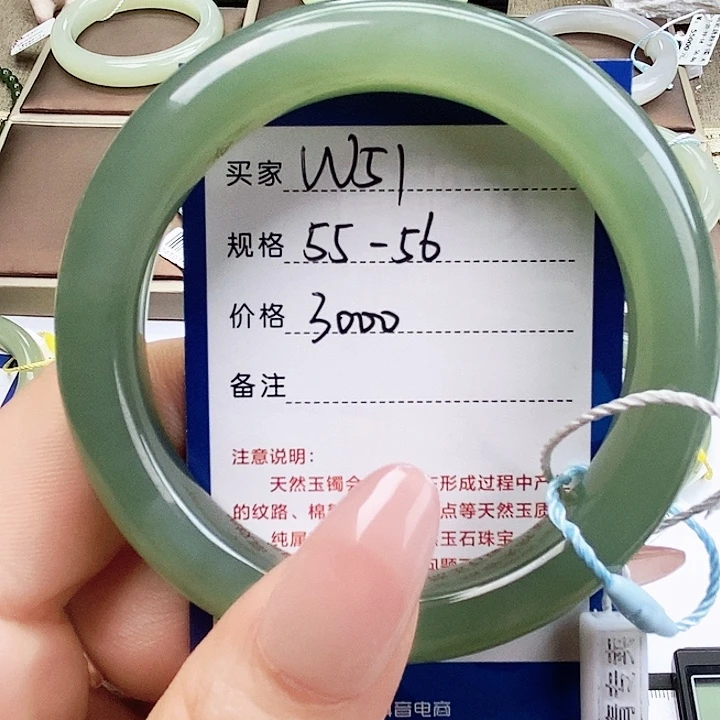 买家 W51
规格 55-56
价格 3000
备注
注意说明:
天然玉镯会 形成过程中产
的纹路、棉 点等天然玉质
纯属 玉石珠宝
音电商